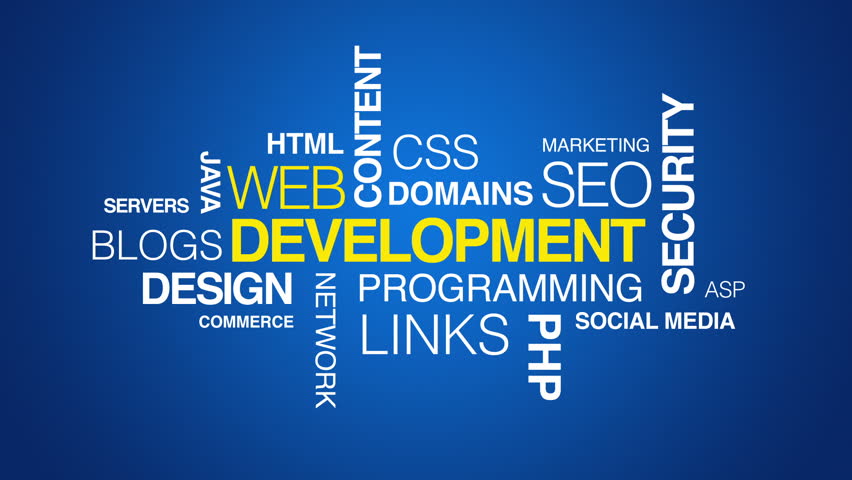 CONTENT
HTML
CSS
MARKETING
SECURITY
JAVA
WEB
DOMAINS
SEO
SERVERS
BLOGS
DEVELOPMENT
DESIGN
NETWORK
PROGRAMMING
ASP
COMMERCE
LINKS
PHP
SOCIAL MEDIA